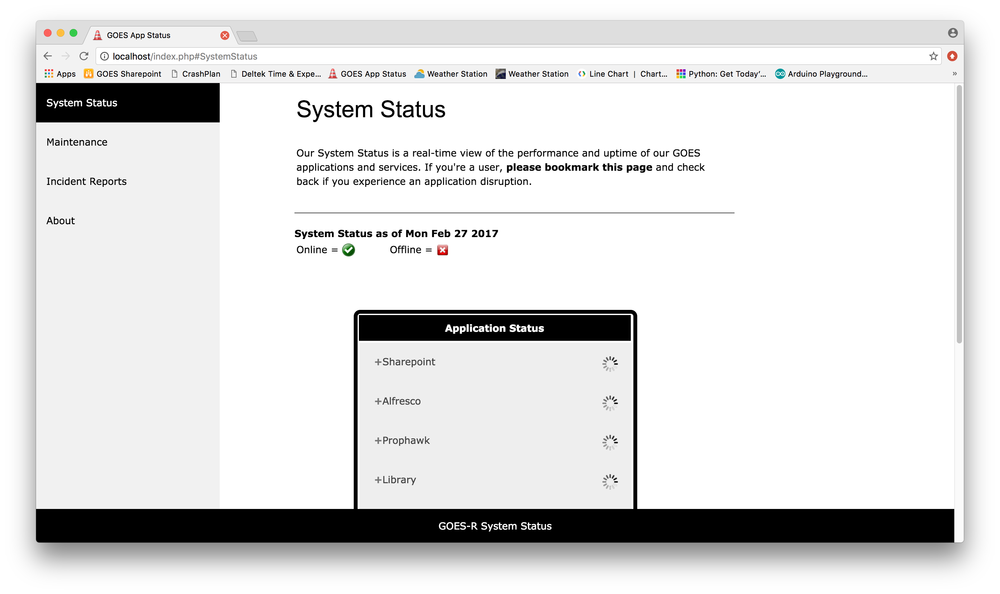 GOES App Status
localhost/index.php#SystemStatus
Apps GOES Sharepoint CrashPlan Deltek Time & Expe... GOES App Status Weather Station Weather Station Line Chart | Chart... Python: Get Today'... Arduino Playground... »
System Status
Maintenance
Incident Reports
About
System Status
Our System Status is a real-time view of the performance and uptime of our GOES
applications and services. If you're a user, please bookmark this page and check
back if you experience an application disruption.
System Status as of Mon Feb 27 2017
Online = Offline =
Application Status
+Sharepoint
+Alfresco
+Prophawk
+Library
GOES-R System Status